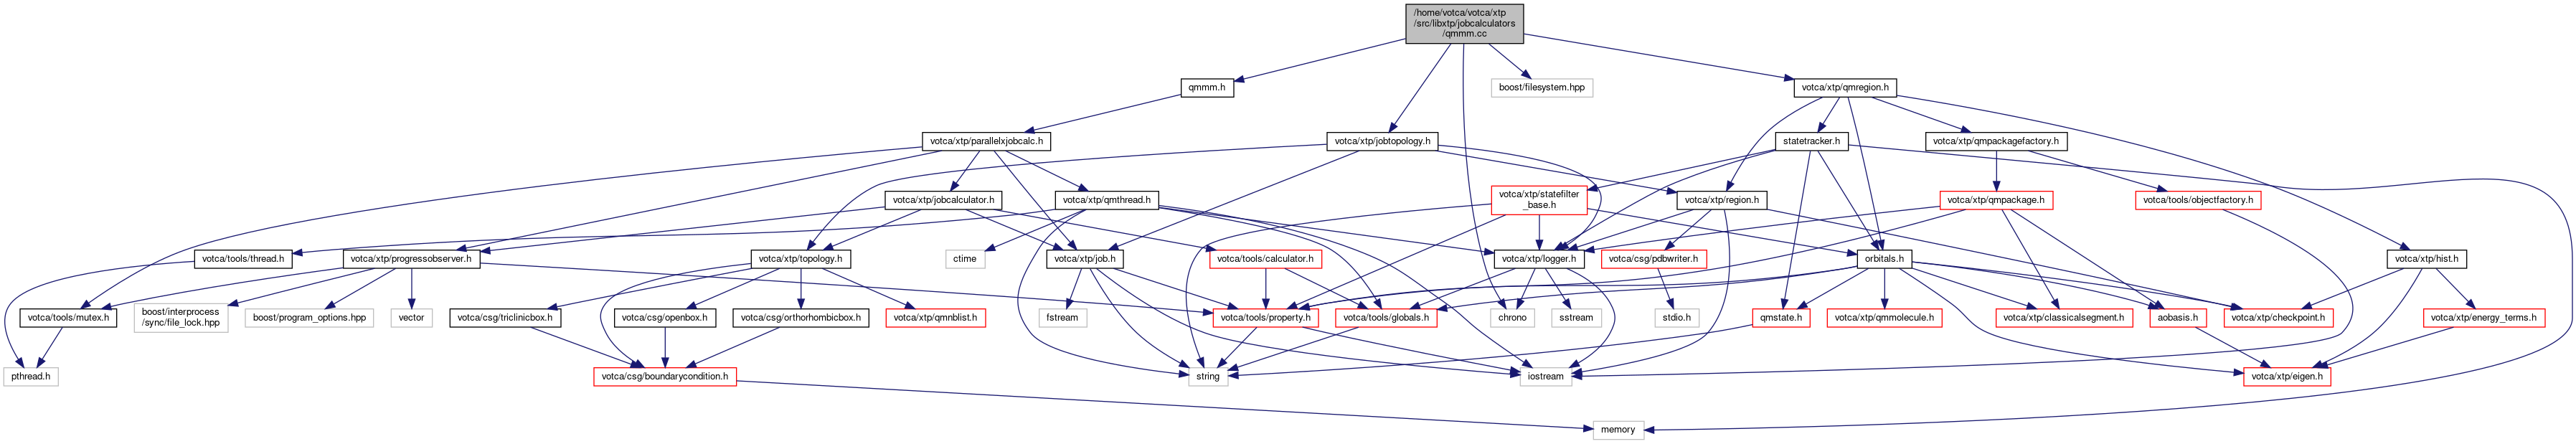 /home/votca/votca/xtp
/src/libxtp/jobcalculators
/qmmm.cc
qmmm.h
boost/filesystem.hpp
votca/xtp/qmregion.h
votca/xtp/parallelxjobcalc.h
votca/xtp/jobtopology.h
statetracker.h
votca/xtp/qmpackagefactory.h
votca/xtp/jobcalculator.h
votca/xtp/qmthread.h
votca/xtp/statefilter
_base.h
votca/xtp/region.h
votca/xtp/qmpackage.h
votca/tools/objectfactory.h
votca/tools/thread.h
votca/xtp/progressobserver.h
votca/xtp/topology.h
ctime
votca/xtp/job.h
votca/tools/calculator.h
votca/xtp/logger.h
votca/csg/pdbwriter.h
orbitals.h
votca/xtp/hist.h
votca/tools/mutex.h
boost/interprocess
/sync/file_lock.hpp
boost/program_options.hpp
vector
votca/csg/triclinicbox.h
votca/csg/openbox.h
votca/csg/orthorhombicbox.h
votca/xtp/qmnblist.h
fstream
votca/tools/property.h
votca/tools/globals.h
chrono
sstream
stdio.h
qmstate.h
votca/xtp/qmmolecule.h
votca/xtp/classicalsegment.h
aobasis.h
votca/xtp/checkpoint.h
votca/xtp/energy_terms.h
pthread.h
votca/csg/boundarycondition.h
string
iostream
votca/xtp/eigen.h
memory